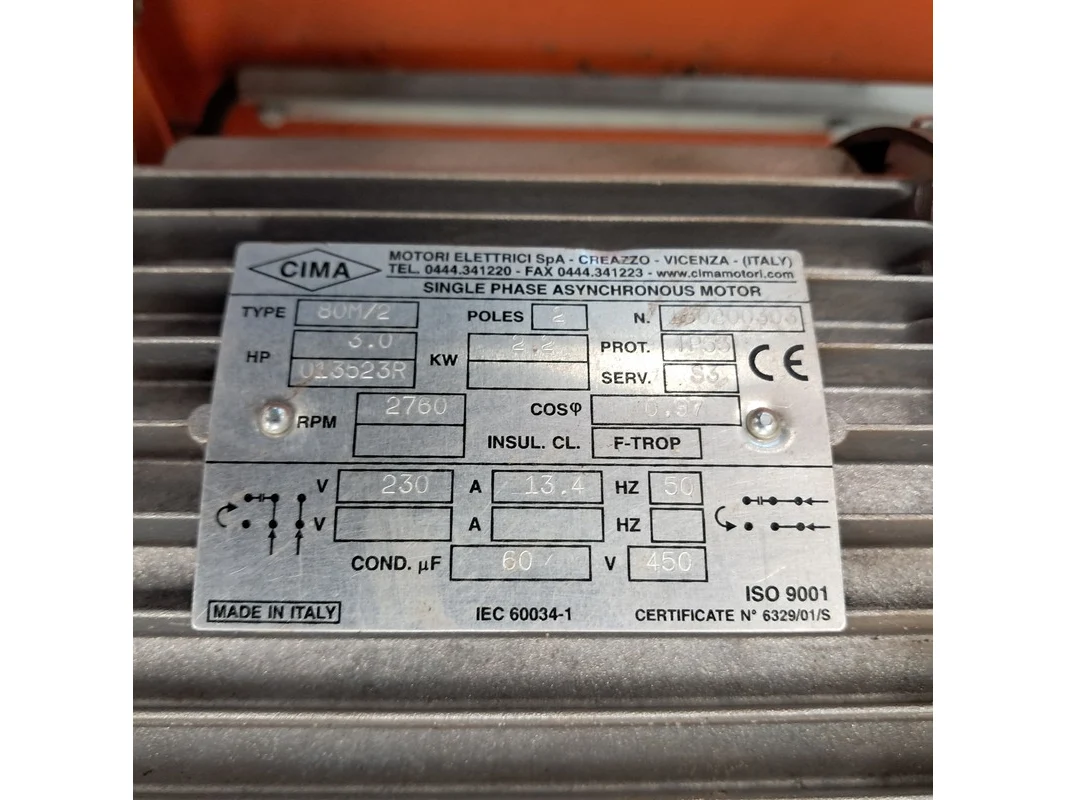 CIMA
MOTORI ELETTRICI SpA - CREAZZO - VICENZA - (ITALY)
TEL. 0444.341220 - FAX 0444.341223 - www.cimamotori.com
SINGLE PHASE ASYNCHRONOUS MOTOR
TYPE 80M/2 POLES 2 N.
HP 3.0 KW 2.2 PROT. CE
013523R SERV. S3
RPM 2760 COSφ
INSUL. CL. F-TROP
V 230 A 13.4 HZ 50
V A HZ
COND. µF 60 V 450
MADE IN ITALY IEC 60034-1 ISO 9001
CERTIFICATE N° 6329/01/S